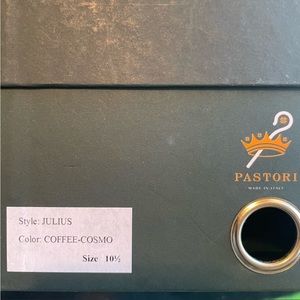 PASTORI
MADE IN ITALY
Style: JULIUS
Color: COFFEE-COSMO
Size 10½